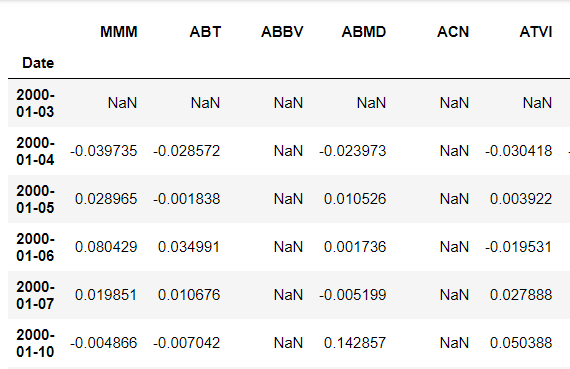 MMM ABT ABBV ABMD ACN ATVI
Date
2000-
01-03 NaN NaN NaN NaN NaN NaN
2000-
01-04 -0.039735 -0.028572 NaN -0.023973 NaN -0.030418 -
2000-
01-05 0.028965 -0.001838 NaN 0.010526 NaN 0.003922
2000-
01-06 0.080429 0.034991 NaN 0.001736 NaN -0.019531
2000-
01-07 0.019851 0.010676 NaN -0.005199 NaN 0.027888
2000-
01-10 -0.004866 -0.007042 NaN 0.142857 NaN 0.050388